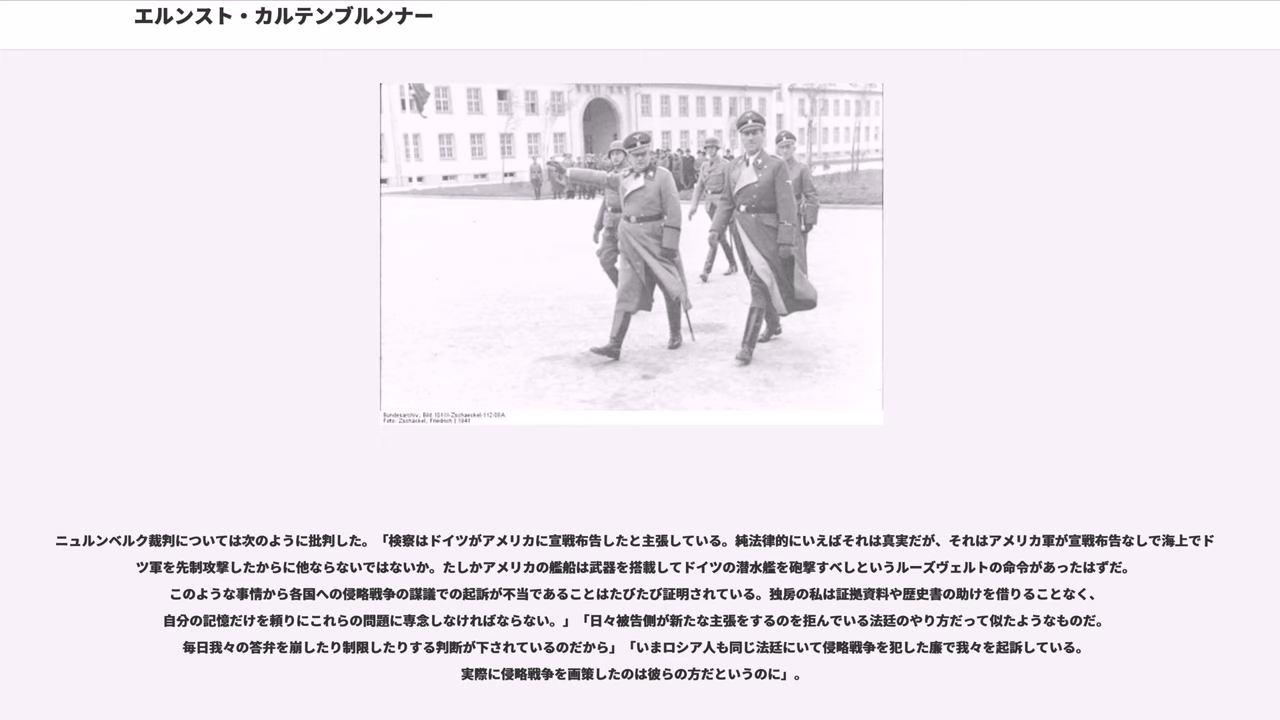 エルンスト・カルテンブルンナー
Bundesarchiv, Bild 101III-Zschaeckel-112-08A
Foto: Zschäckel, Friedrich | 1941
ニュルンベルク裁判については次のように批判した。「検察はドイツがアメリカに宣戦布告したと主張している。純法律的にいえばそれは真実だが、それはアメリカ軍が宣戦布告なしで海上でド
ツ軍を先制攻撃したからに他ならないではないか。たしかアメリカの艦船は武器を搭載してドイツの潜水艦を砲撃すべしというルーズヴェルトの命令があったはずだ。
このような事情から各国への侵略戦争の謀議での起訴が不当であることはたびたび証明されている。独房の私は証拠資料や歴史書の助けを借りることなく、
自分の記憶だけを頼りにこれらの問題に専念しなければならない。」「日々被告側が新たな主張をするのを拒んでいる法廷のやり方だって似たようなものだ。
毎日我々の答弁を崩したり制限したりする判断が下されているのだから」「いまロシア人も同じ法廷にいて侵略戦争を犯した廉で我々を起訴している。
実際に侵略戦争を画策したのは彼らの方だというのに」。